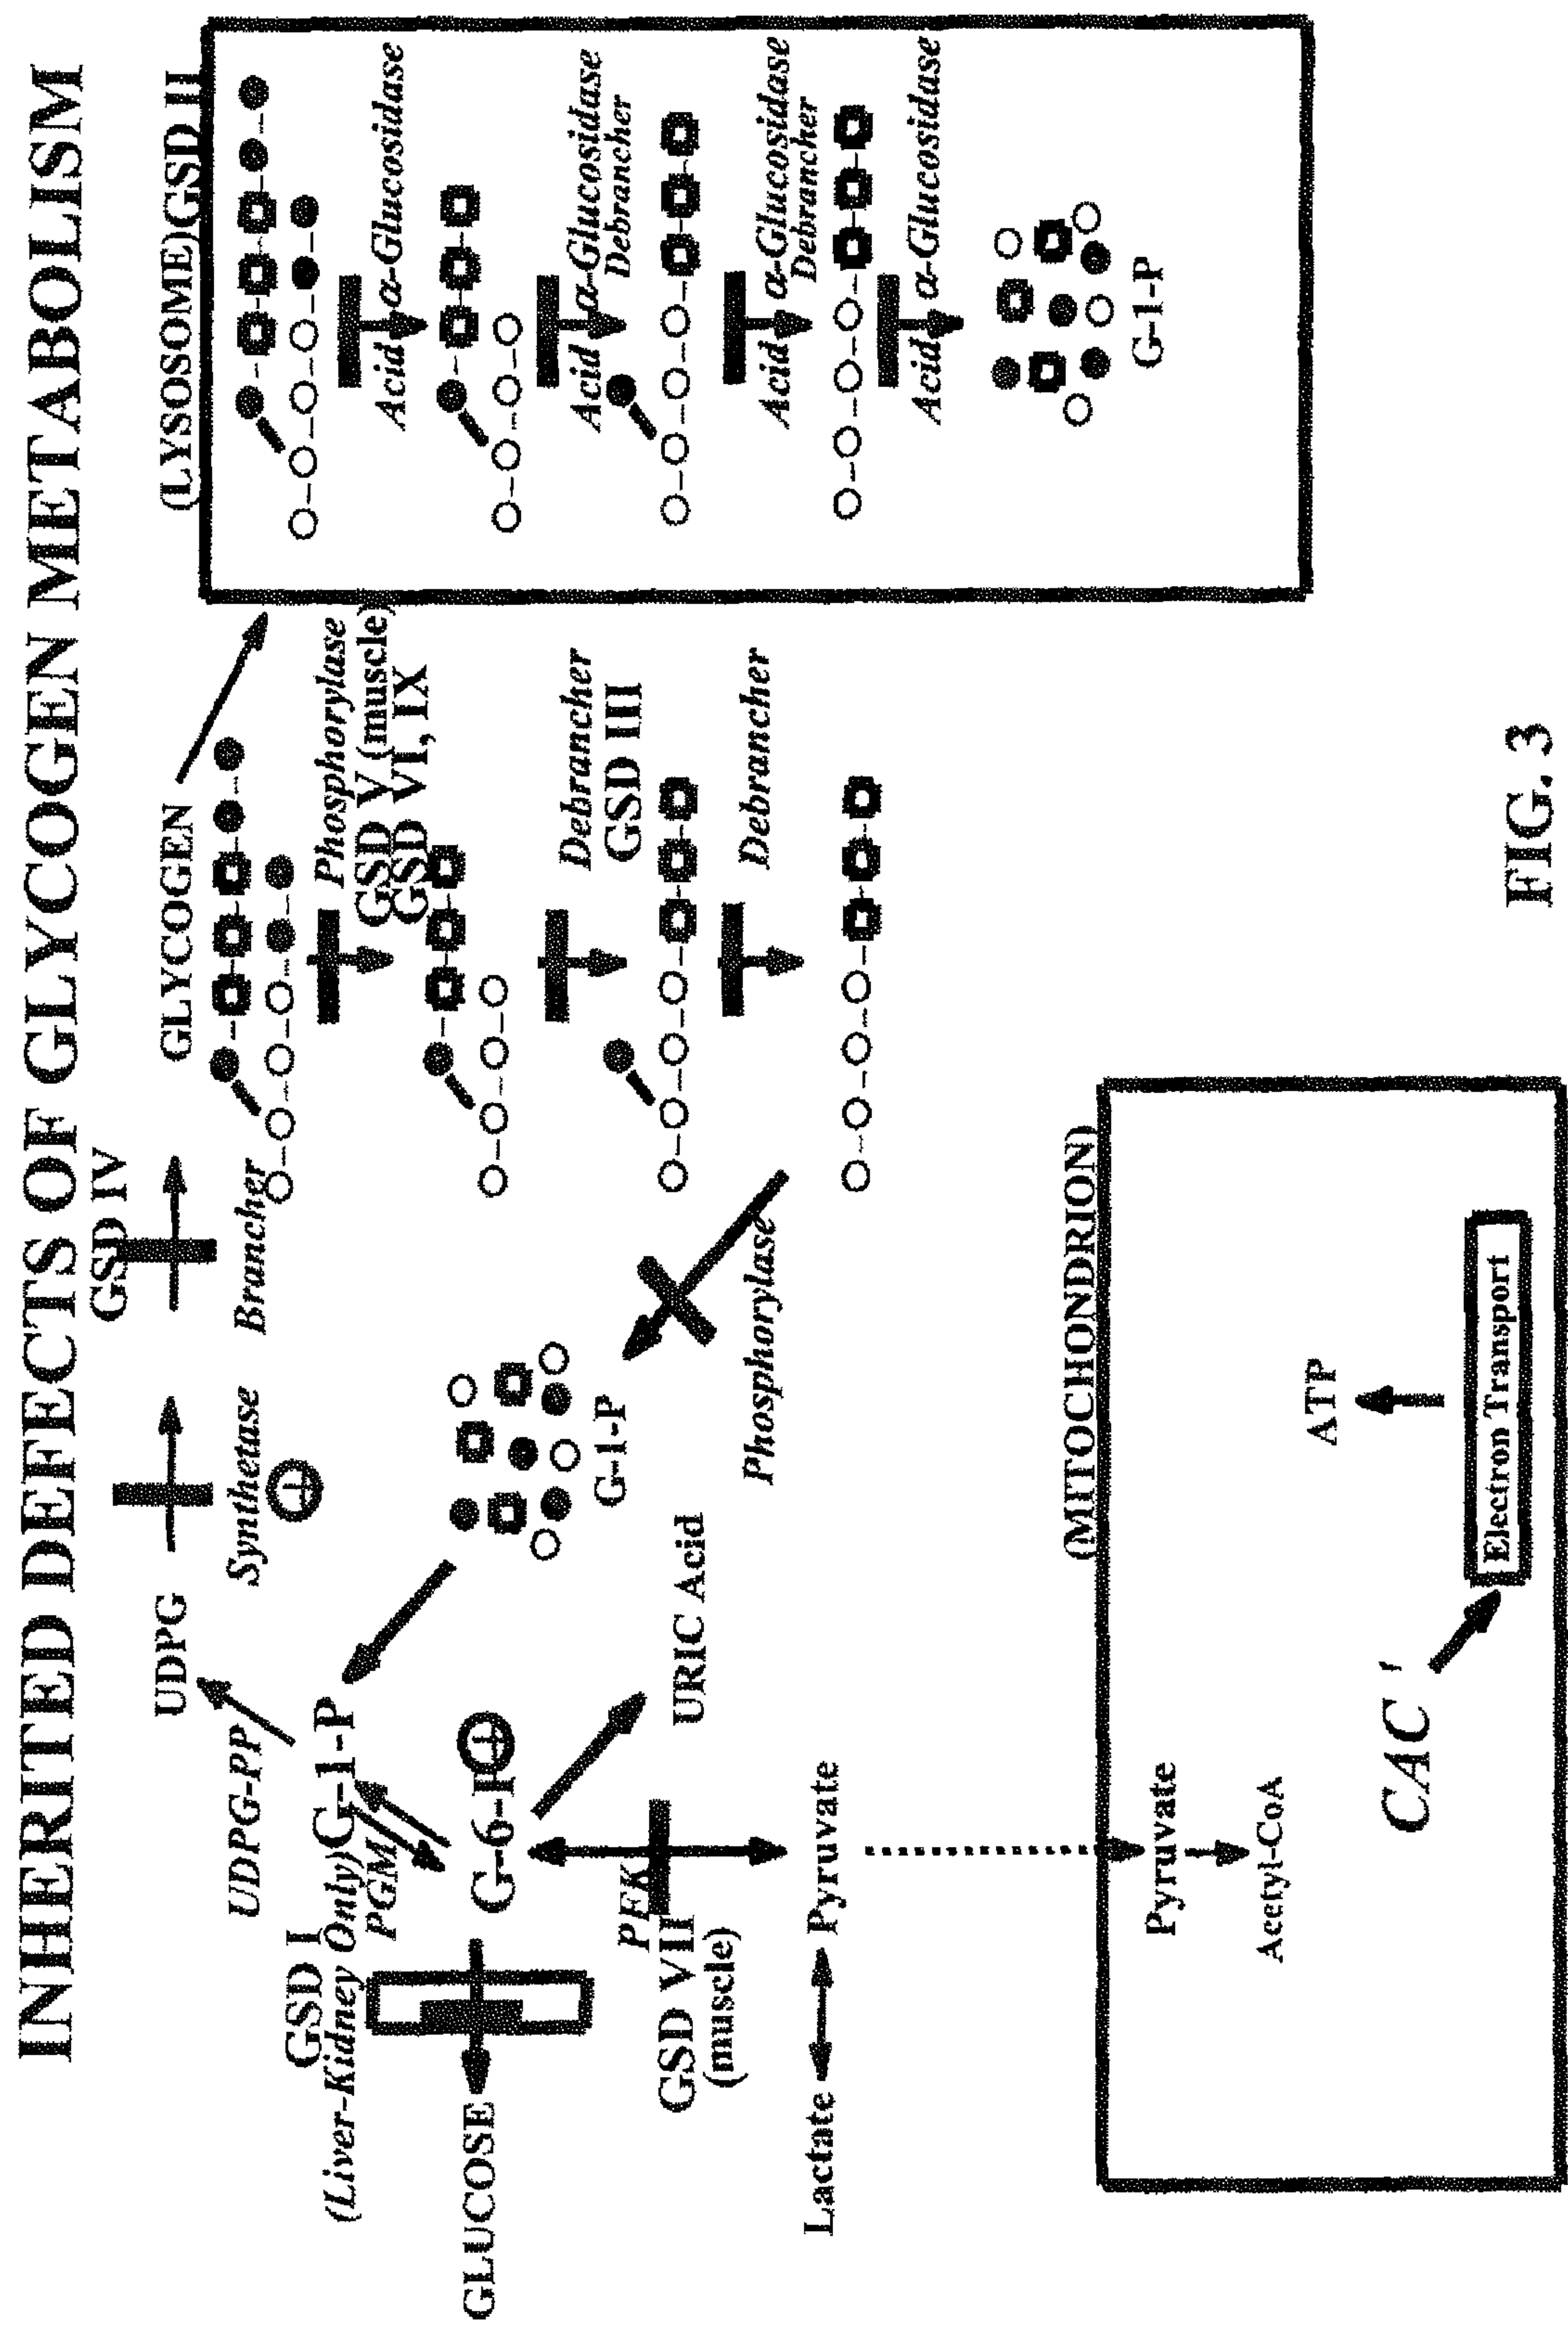 INHERITED DEFECTS OF GLYCOGEN METABOLISM
GSD IV
UDPG
GLYCOGEN
(LYSOSOME)GSD II
UDPG-PP
Synthetase
Brancher
GSD I
(Liver-Kidney Only)
G-1-P
PGM
Phosphorylase
GSD V (muscle)
GSD VI, IX
Acid α-Glucosidase
GLUCOSE
G-6-P
G-1-P
Debrancher
GSD III
Acid α-Glucosidase
Debrancher
PFK
GSD VII
(muscle)
URIC Acid
Phosphorylase
Debrancher
Acid α-Glucosidase
Debrancher
Lactate
Pyruvate
Acid α-Glucosidase
G-1-P
(MITOCHONDRION)
Pyruvate
Acetyl-CoA
ATP
CAC '
Electron Transport
FIG. 3